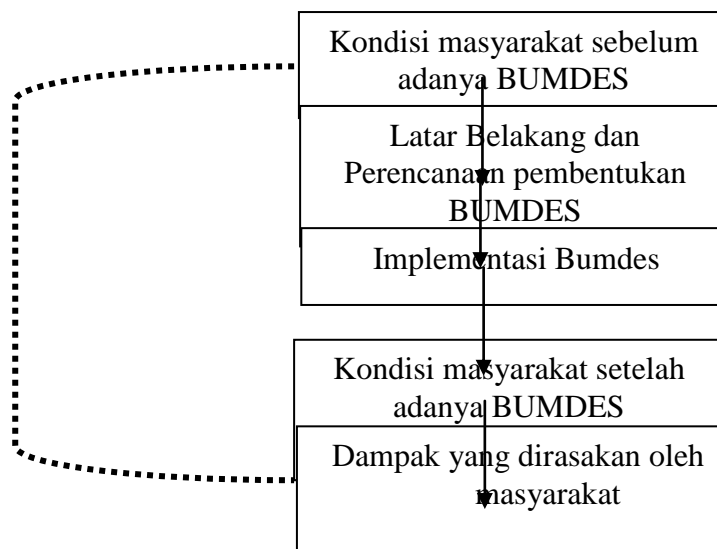 Kondisi masyarakat sebelum
adanya BUMDES
Latar Belakang dan
Perencanaan pembentukan
BUMDES
Implementasi Bumdes
Kondisi masyarakat setelah
adanya BUMDES
Dampak yang dirasakan oleh
masyarakat